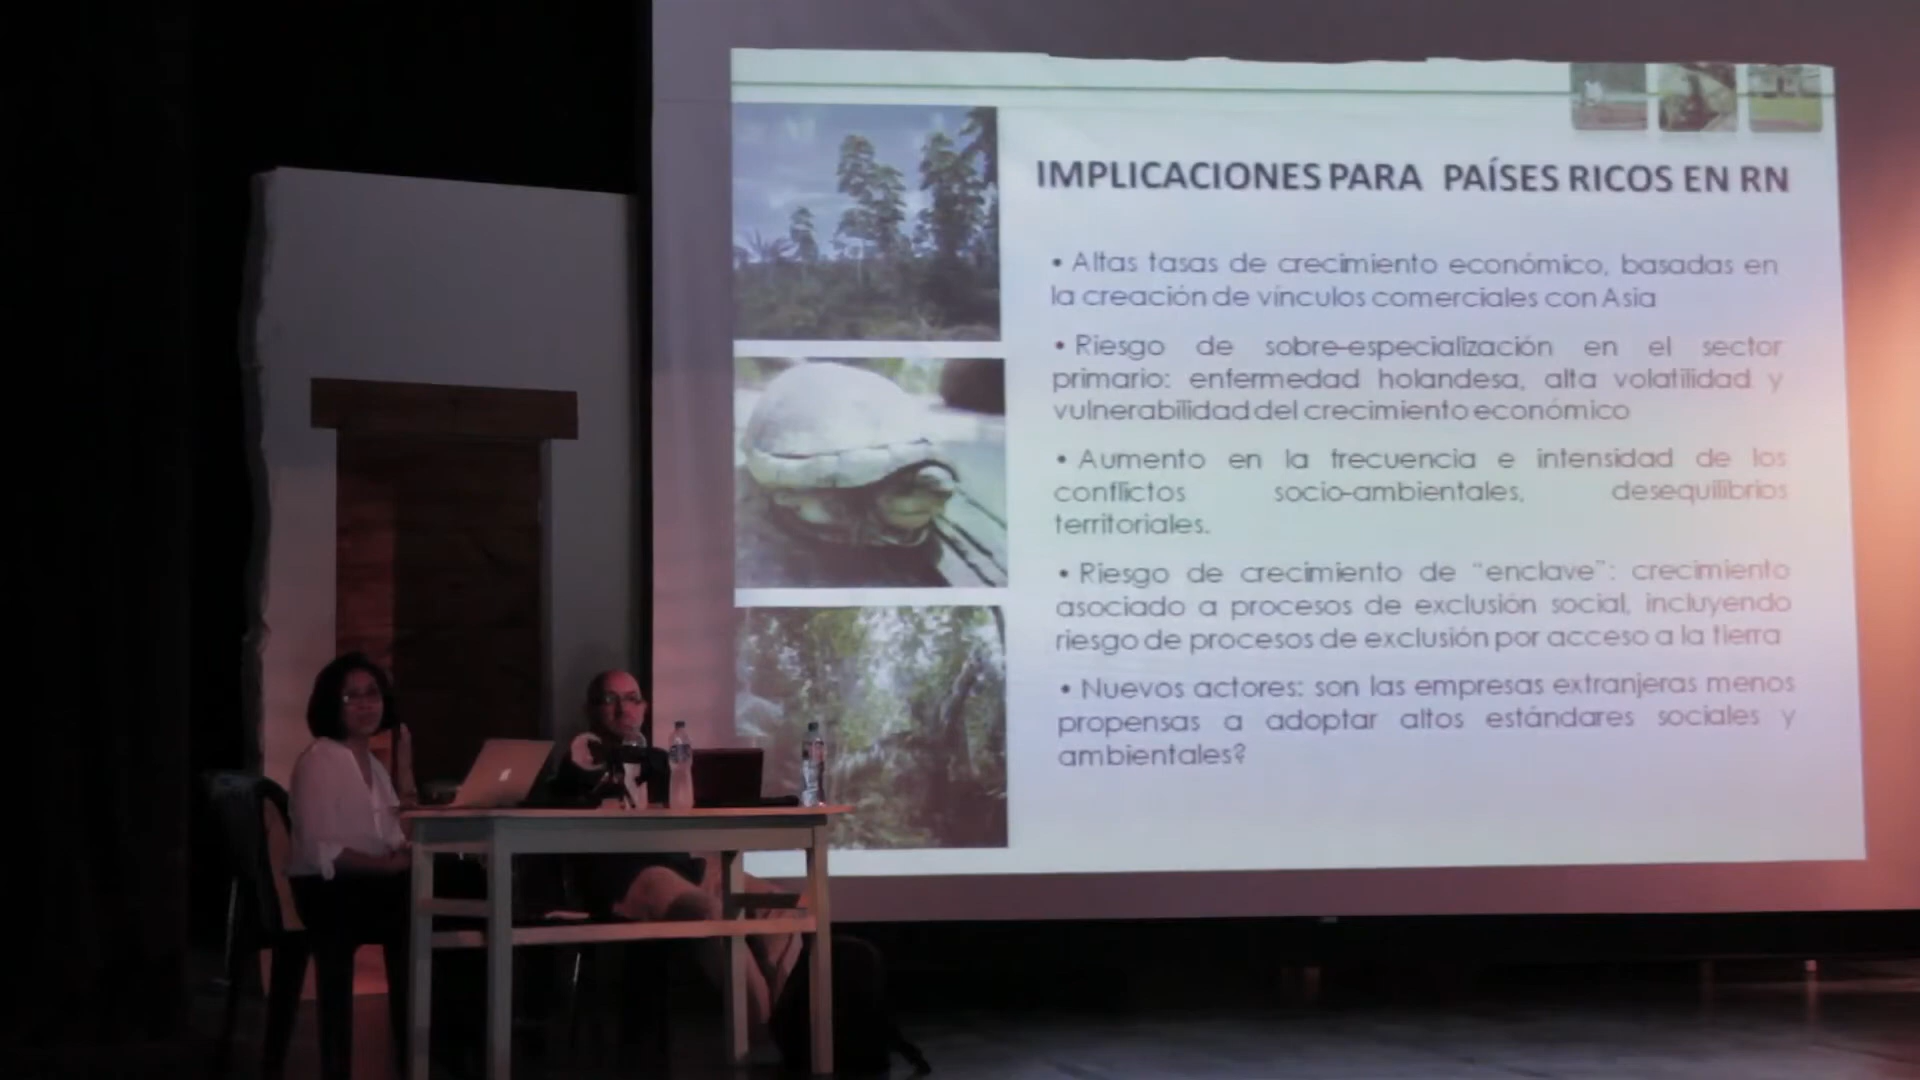 IMPLICACIONES PARA PAÍSES RICOS EN RN
• Altas tasas de crecimiento económico, basadas en
la creación de vínculos comerciales con Asia
• Riesgo de sobre-especialización en el sector
primario: enfermedad holandesa, alta volatilidad y
vulnerabilidad del crecimiento económico
• Aumento en la frecuencia e intensidad de los
conflictos socio-ambientales, desequilibrios
territoriales.
• Riesgo de crecimiento de "enclave": crecimiento
asociado a procesos de exclusión social, incluyendo
riesgo de procesos de exclusión por acceso a la tierra
• Nuevos actores: son las empresas extranjeras menos
propensas a adoptar altos estándares sociales y
ambientales?